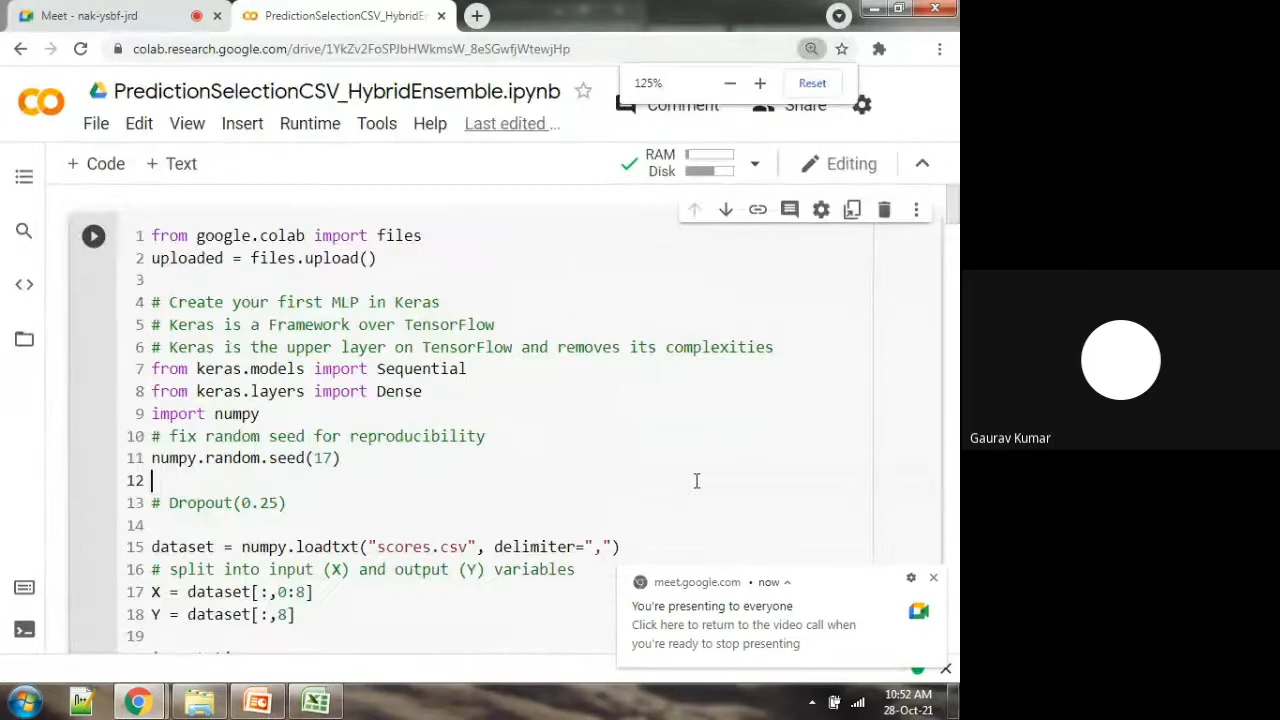 Meet - nak-ysbf-jrd
PredictionSelectionCSV_HybridEn
colab.research.google.com/drive/1YkZv2FoSPJbHWkmsW_8eSGwfjWtewjHp
125%
Reset
PredictionSelectionCSV_HybridEnsemble.ipynb
Comment
Share
File Edit View Insert Runtime Tools Help Last edited ...
+ Code + Text
RAM
Disk
Editing
1 from google.colab import files
2 uploaded = files.upload()
3
4 # Create your first MLP in Keras
5 # Keras is a Framework over TensorFlow
6 # Keras is the upper layer on TensorFlow and removes its complexities
7 from keras.models import Sequential
8 from keras.layers import Dense
9 import numpy
10 # fix random seed for reproducibility
11 numpy.random.seed(17)
12
13 # Dropout(0.25)
14
15 dataset = numpy.loadtxt("scores.csv", delimiter=",")
16 # split into input (X) and output (Y) variables
17 X = dataset[:,0:8]
18 Y = dataset[:,8]
19
meet.google.com • now
You're presenting to everyone
Click here to return to the video call when
you're ready to stop presenting
Gaurav Kumar
10:52 AM
28-Oct-21